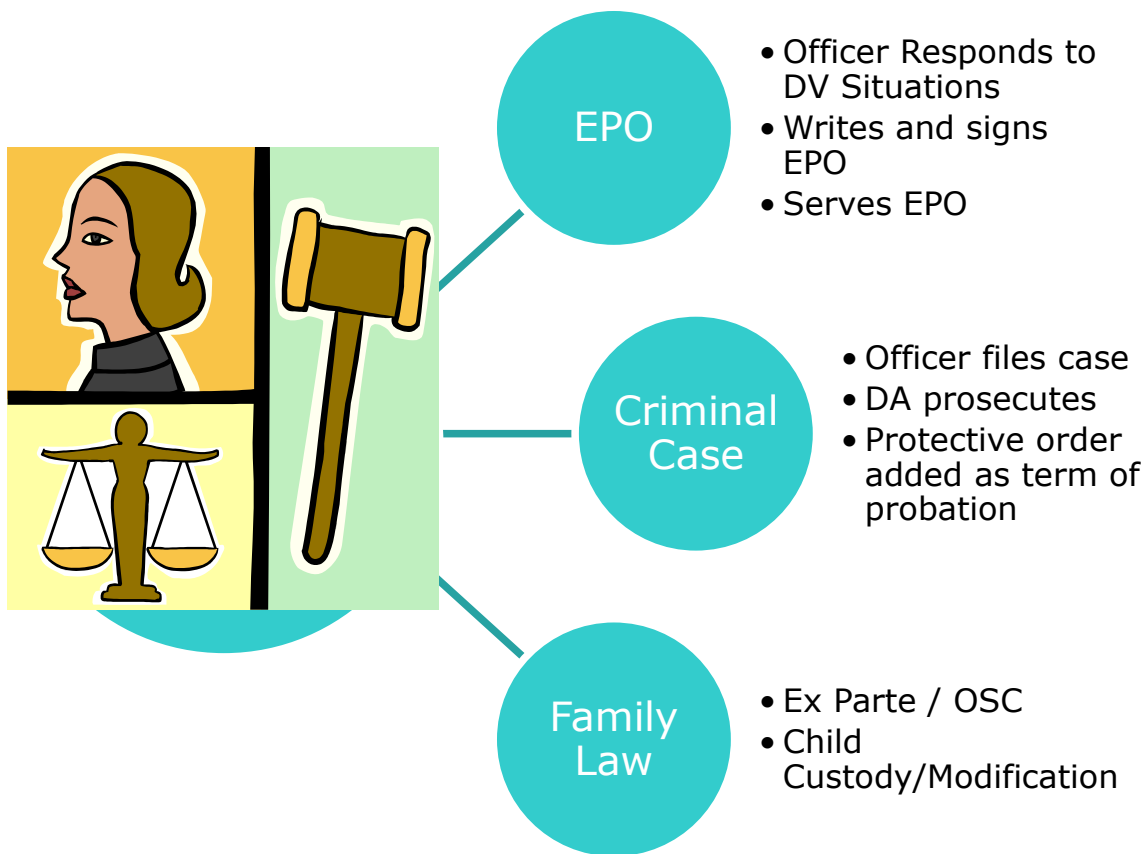 EPO
• Officer Responds to
DV Situations
• Writes and signs
EPO
• Serves EPO
Criminal
Case
• Officer files case
• DA prosecutes
• Protective order
added as term of
probation
Family
Law
• Ex Parte / OSC
• Child
Custody/Modification